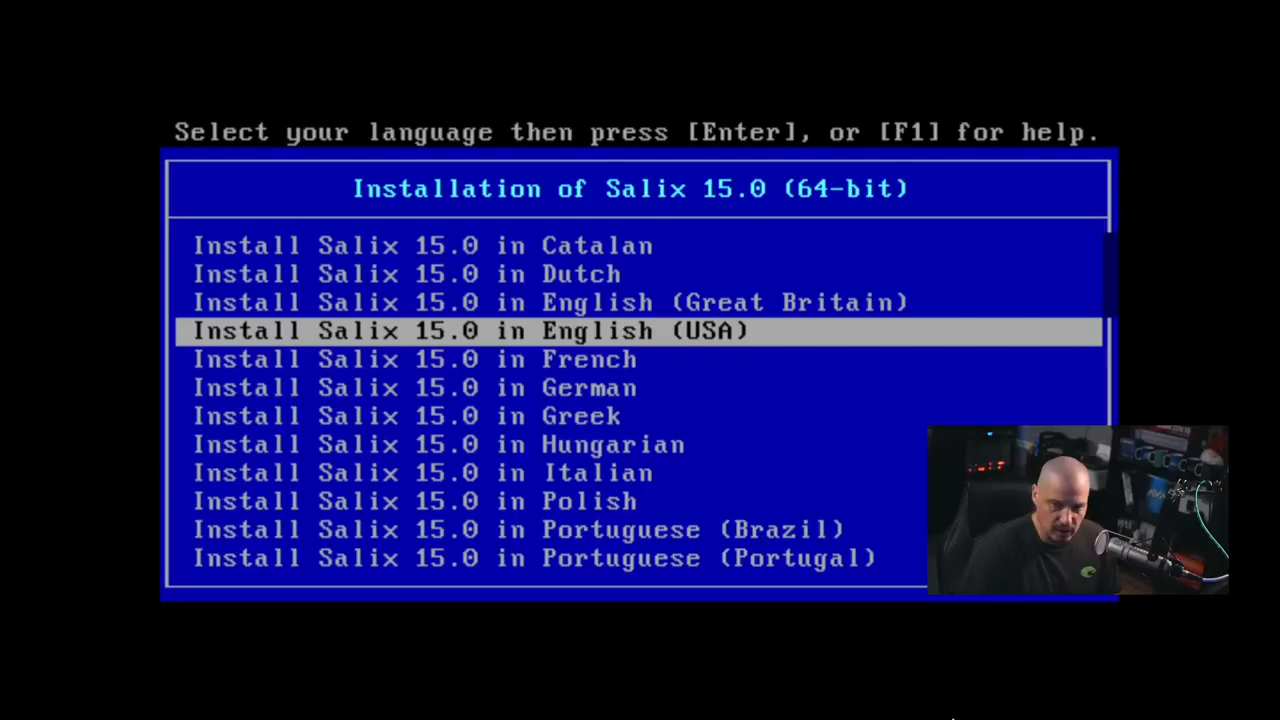 Select your language then press [Enter], or [F1] for help.
Installation of Salix 15.0 (64-bit)
Install Salix 15.0 in Catalan
Install Salix 15.0 in Dutch
Install Salix 15.0 in English (Great Britain)
Install Salix 15.0 in English (USA)
Install Salix 15.0 in French
Install Salix 15.0 in German
Install Salix 15.0 in Greek
Install Salix 15.0 in Hungarian
Install Salix 15.0 in Italian
Install Salix 15.0 in Polish
Install Salix 15.0 in Portuguese (Brazil)
Install Salix 15.0 in Portuguese (Portugal)